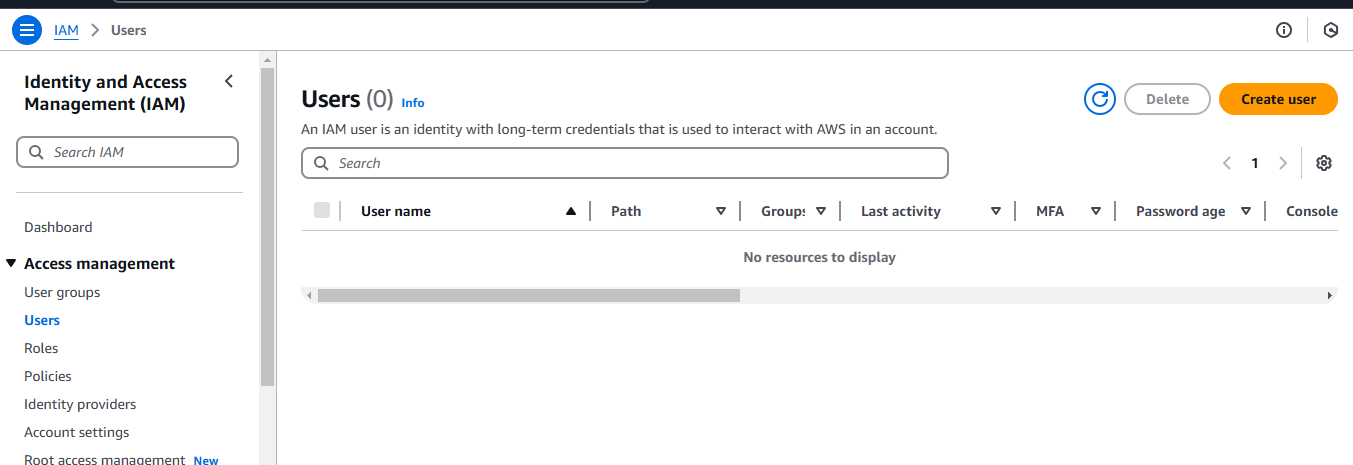 IAM > Users
Identity and Access
Management (IAM)
Search IAM
Dashboard
Access management
User groups
Users
Roles
Policies
Identity providers
Account settings
Root access management New
Users (0) Info
Delete
Create user
An IAM user is an identity with long-term credentials that is used to interact with AWS in an account.
Search
1
User name Path Groups Last activity MFA Password age Console
No resources to display